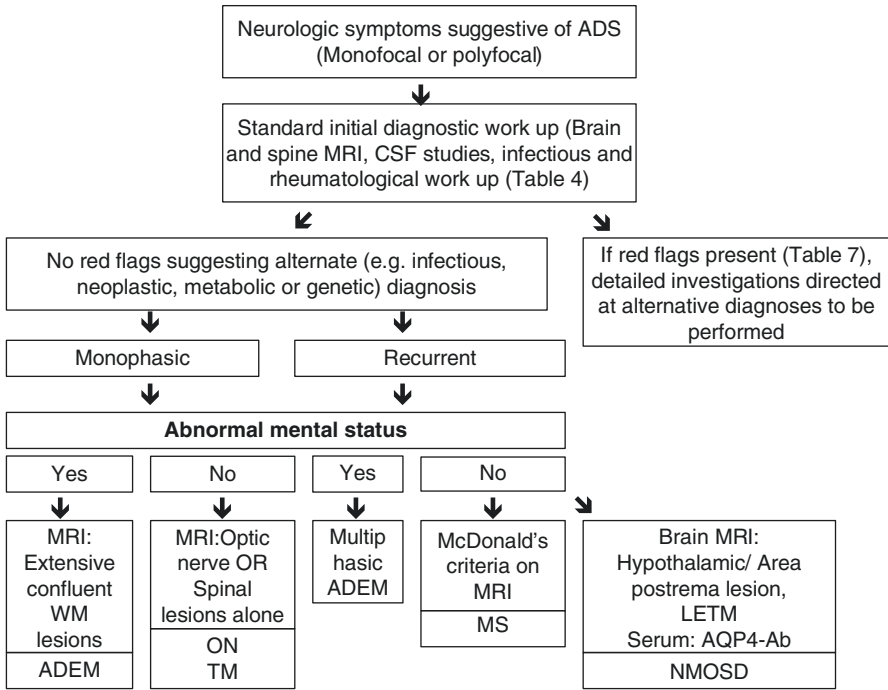 Neurologic symptoms suggestive of ADS
(Monofocal or polyfocal)
Standard initial diagnostic work up (Brain
and spine MRI, CSF studies, infectious and
rheumatological work up (Table 4)
No red flags suggesting alternate (e.g. infectious,
neoplastic, metabolic or genetic) diagnosis
If red flags present (Table 7),
detailed investigations directed
at alternative diagnoses to be
performed
Monophasic
Recurrent
Abnormal mental status
Yes
No
Yes
No
MRI:
Extensive
confluent
WM
lesions
ADEM
MRI:Optic
nerve OR
Spinal
lesions alone
ON
TM
Multip
hasic
ADEM
McDonald's
criteria on
MRI
MS
Brain MRI:
Hypothalamic/ Area
postrema lesion,
LETM
Serum: AQP4-Ab
NMOSD